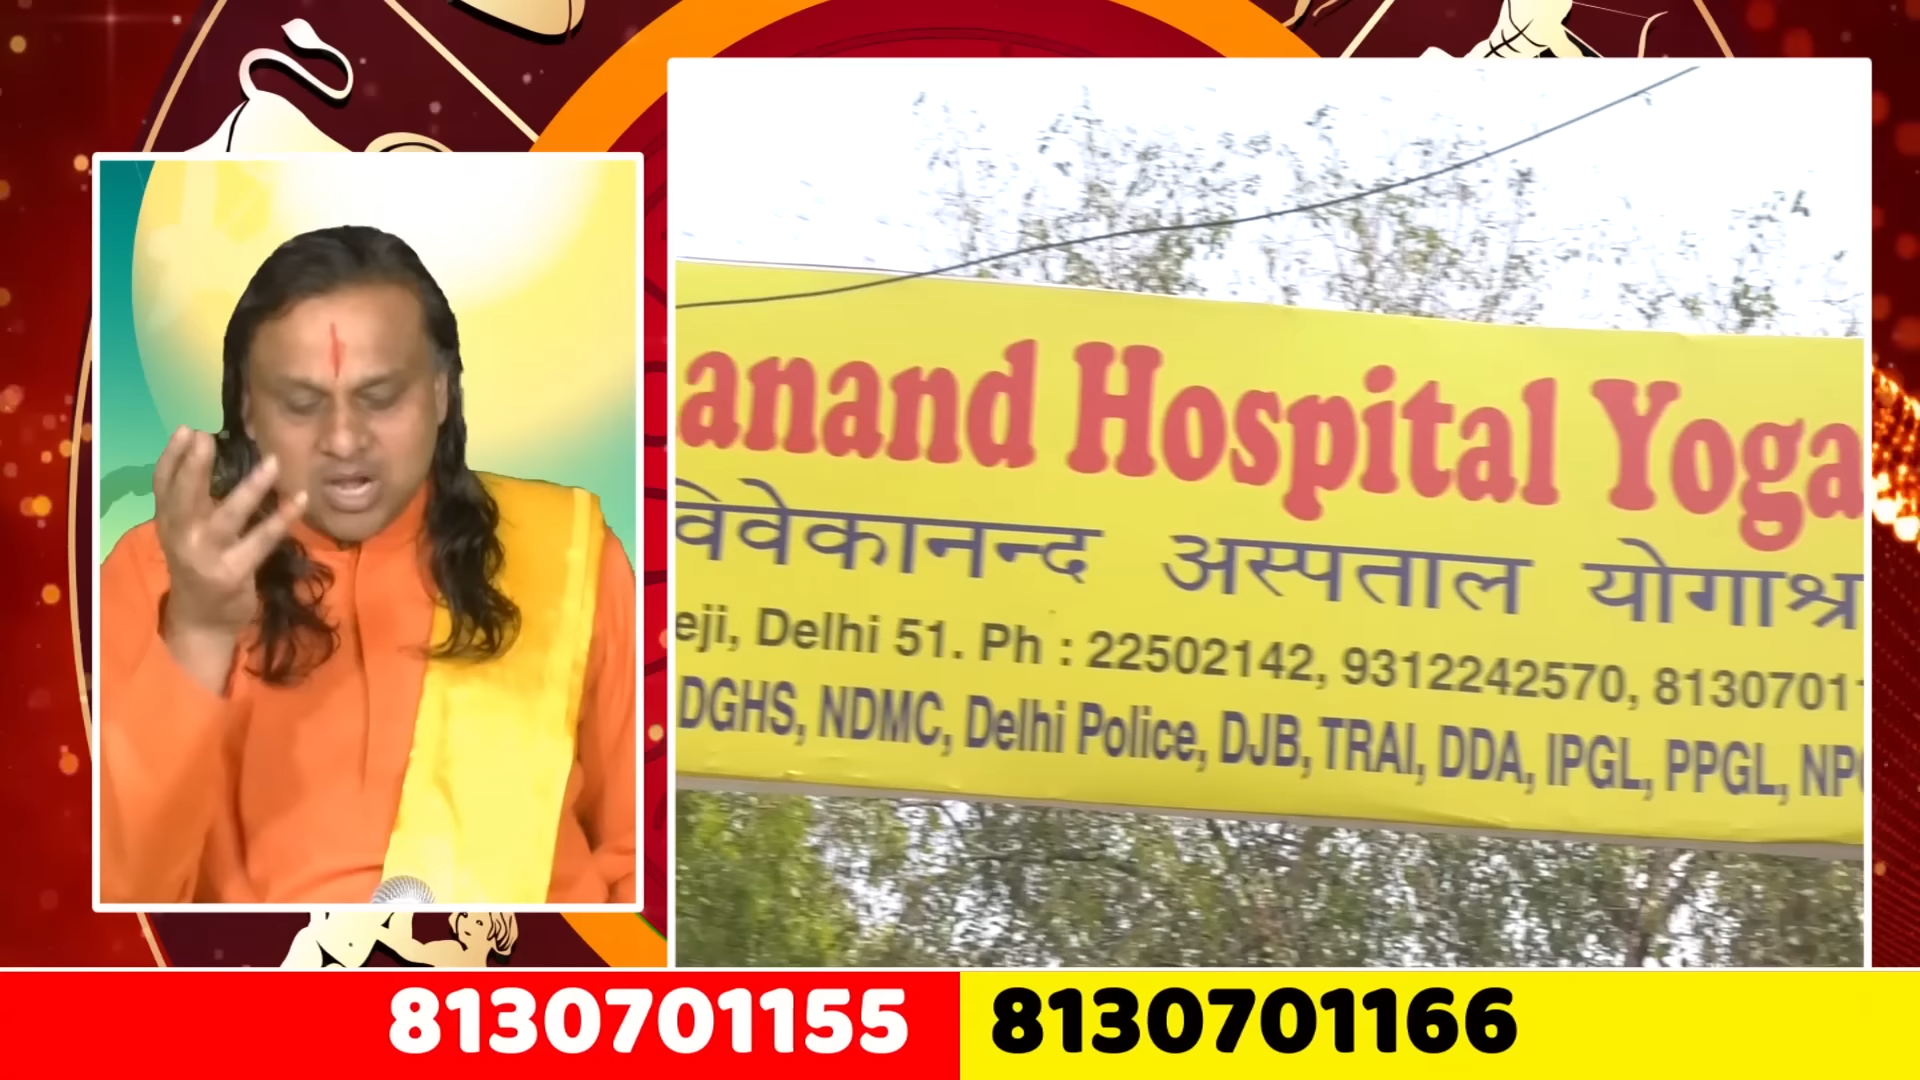 anand Hospital Yoga
विवेकानन्द अस्पताल योगाश्र
eji, Delhi 51. Ph : 22502142, 9312242570, 81307011
DGHS, NDMC, Delhi Police, DJB, TRAI, DDA, IPGL, PPGL, NPG
8130701155 8130701166